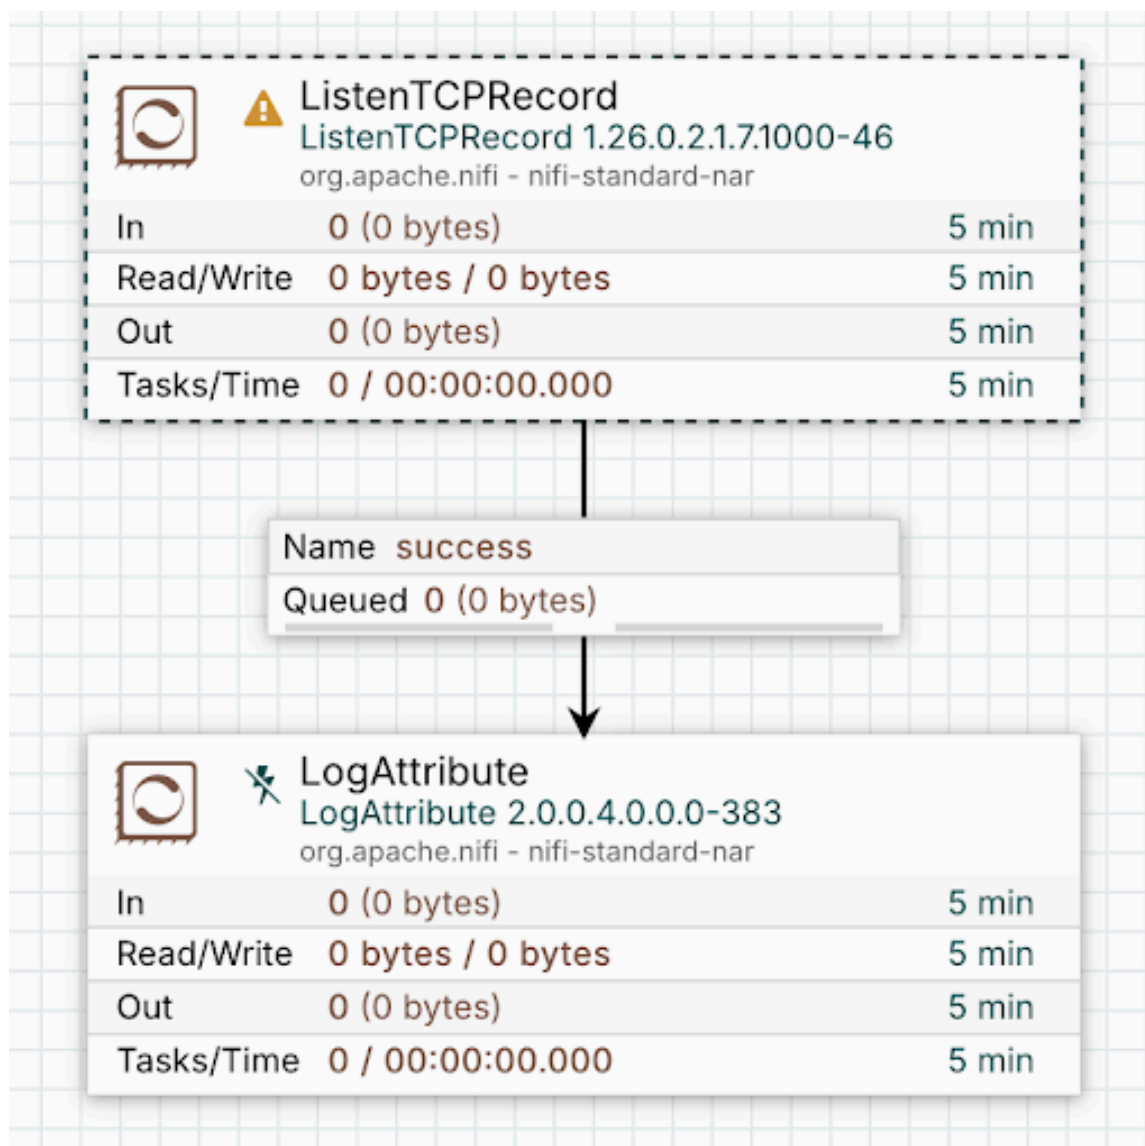 ListenTCPRecord
ListenTCPRecord 1.26.0.2.1.7.1000-46
org.apache.nifi - nifi-standard-nar
In 0 (0 bytes) 5 min
Read/Write 0 bytes / 0 bytes 5 min
Out 0 (0 bytes) 5 min
Tasks/Time 0 / 00:00:00.000 5 min
Name success
Queued 0 (0 bytes)
LogAttribute
LogAttribute 2.0.0.4.0.0.0-383
org.apache.nifi - nifi-standard-nar
In 0 (0 bytes) 5 min
Read/Write 0 bytes / 0 bytes 5 min
Out 0 (0 bytes) 5 min
Tasks/Time 0 / 00:00:00.000 5 min